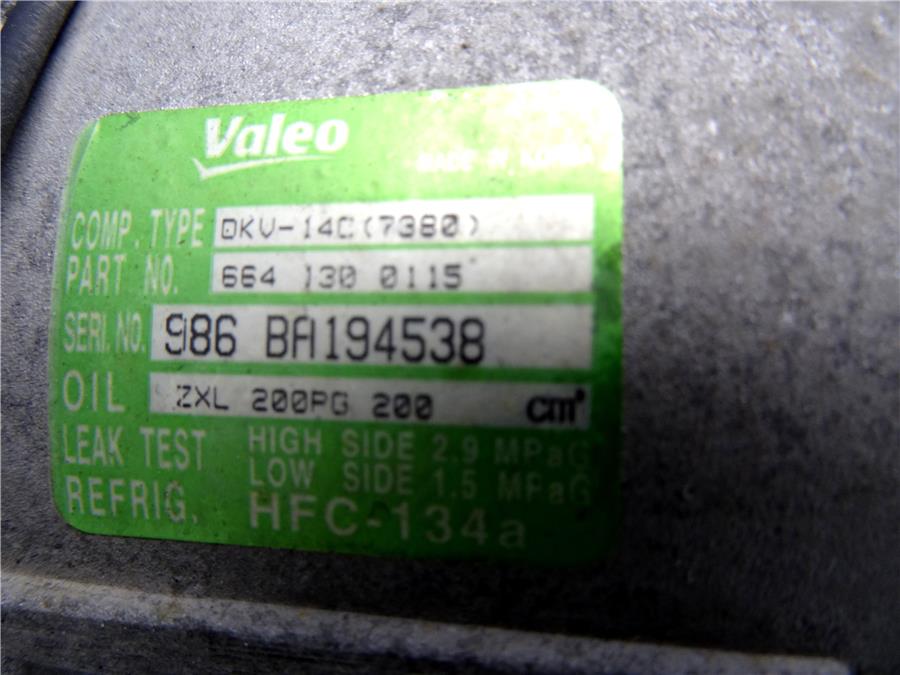 Valeo
MADE IN KOREA
COMP. TYPE DKV-14C(7380)
PART NO. 664 130 0115
SERI. NO. 986 BA194538
OIL ZXL 200PG 200 cm³
LEAK TEST HIGH SIDE 2.9 MPaG
LOW SIDE 1.5 MPaG
REFRIG. HFC-134a